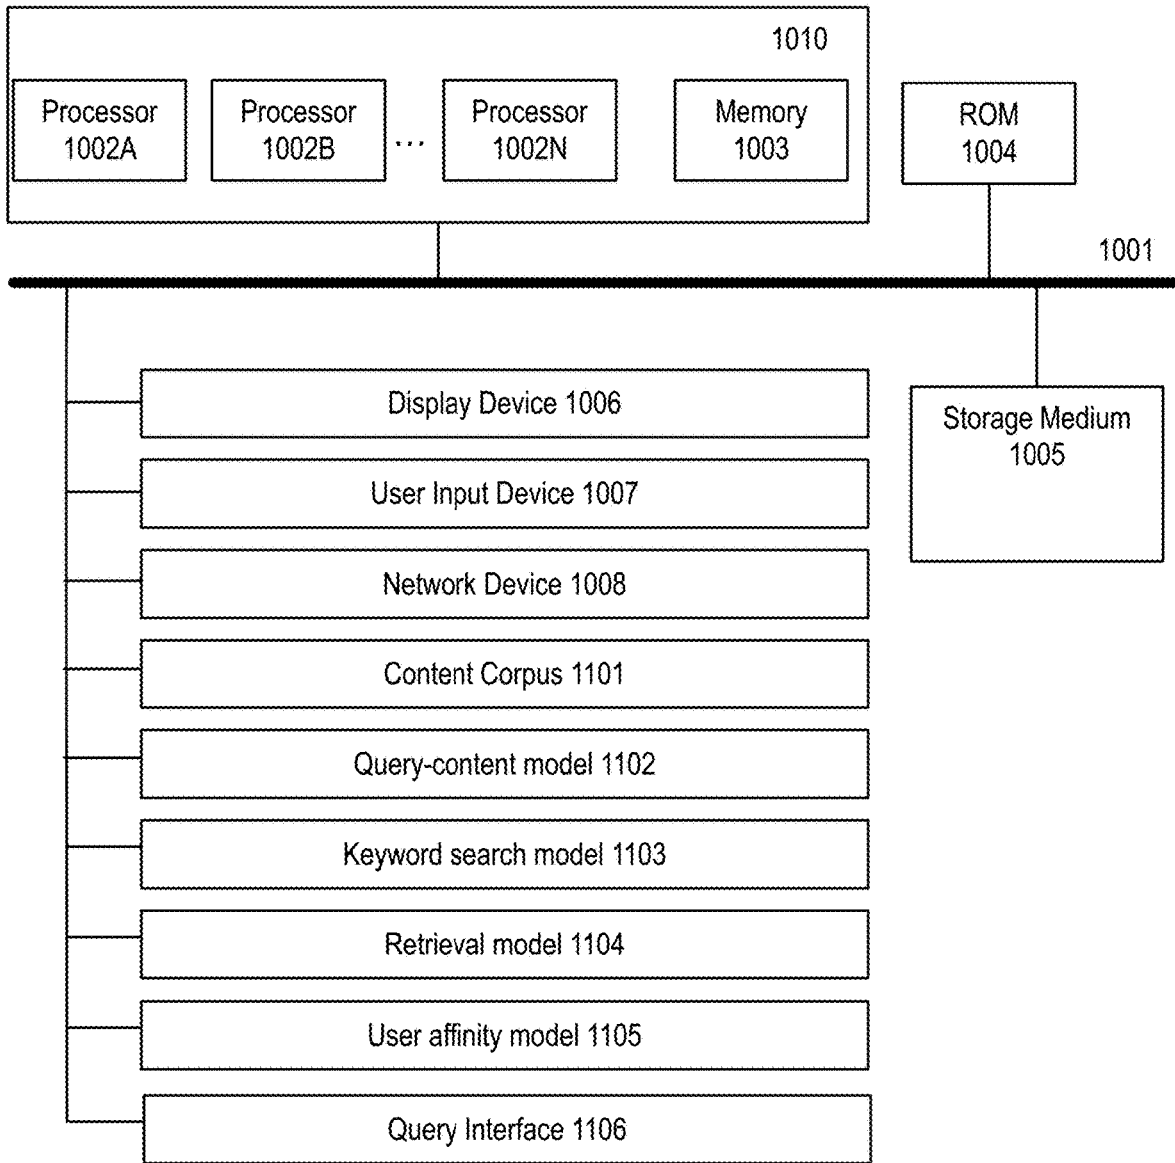 1010
Processor
1002A
Processor
1002B
...
Processor
1002N
Memory
1003
ROM
1004
1001
Display Device 1006
User Input Device 1007
Network Device 1008
Content Corpus 1101
Query-content model 1102
Keyword search model 1103
Retrieval model 1104
User affinity model 1105
Query Interface 1106
Storage Medium
1005